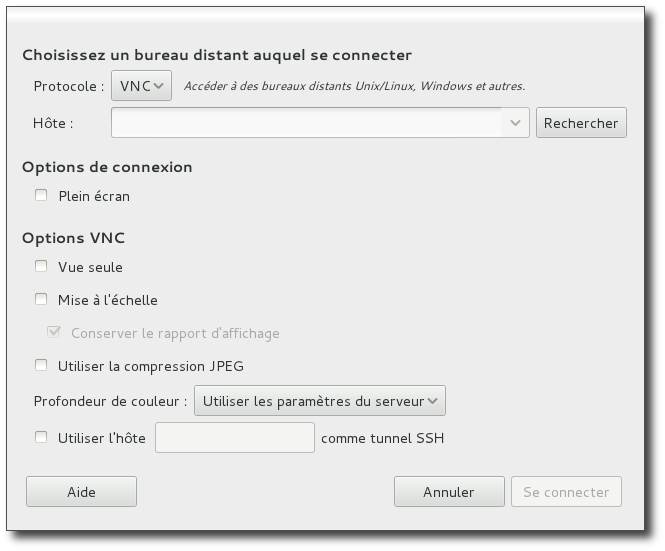 Choisissez un bureau distant auquel se connecter
Protocole : VNC Accéder à des bureaux distants Unix/Linux, Windows et autres.
Hôte : Rechercher
Options de connexion
Plein écran
Options VNC
Vue seule
Mise à l'échelle
Conserver le rapport d'affichage
Utiliser la compression JPEG
Profondeur de couleur : Utiliser les paramètres du serveur
Utiliser l'hôte comme tunnel SSH
Aide Annuler Se connecter